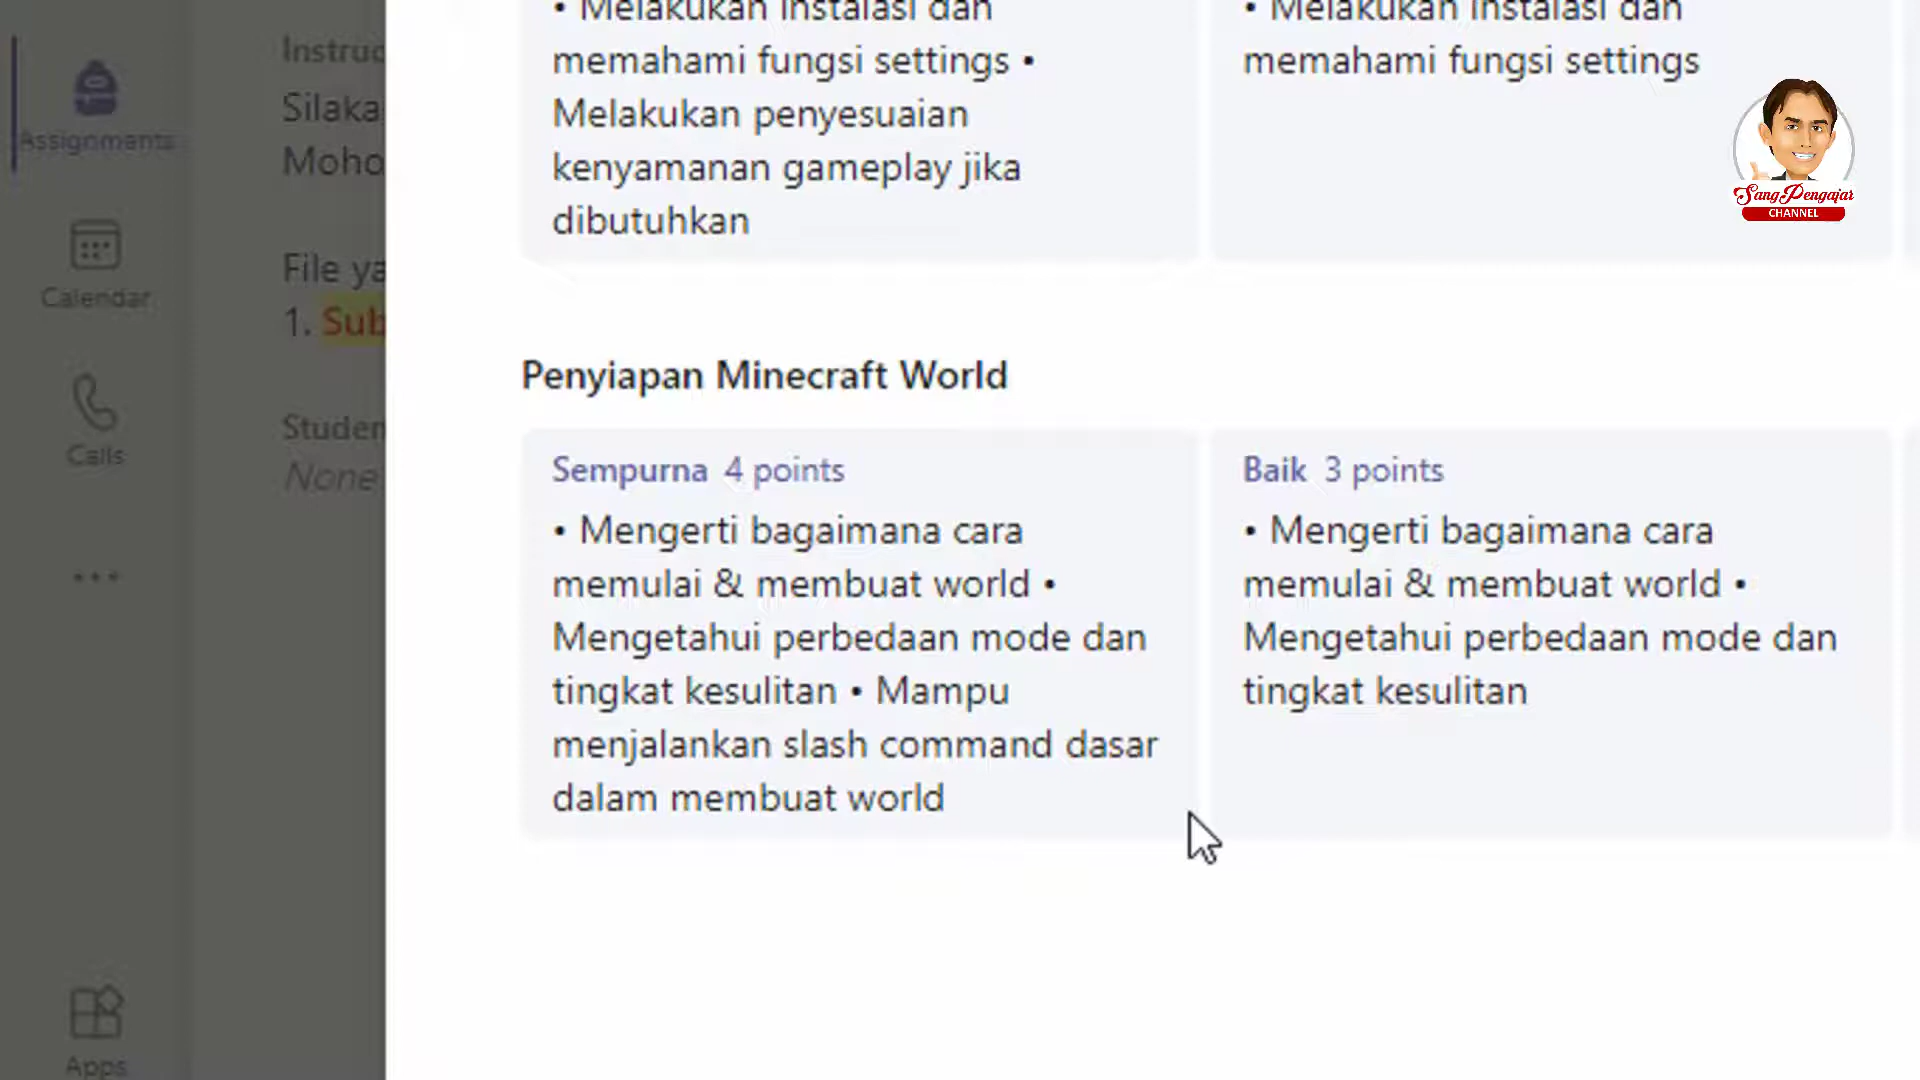 Assignments
Calendar
Calls
Apps
Silaka
Moho
File ya
1. Sub
None
• Melakukan instalasi dan
memahami fungsi settings •
Melakukan penyesuaian
kenyamanan gameplay jika
dibutuhkan
• Melakukan instalasi dan
memahami fungsi settings
Sang Pengajar
CHANNEL
Penyiapan Minecraft World
Sempurna 4 points
• Mengerti bagaimana cara
memulai & membuat world •
Mengetahui perbedaan mode dan
tingkat kesulitan • Mampu
menjalankan slash command dasar
dalam membuat world
Baik 3 points
• Mengerti bagaimana cara
memulai & membuat world •
Mengetahui perbedaan mode dan
tingkat kesulitan